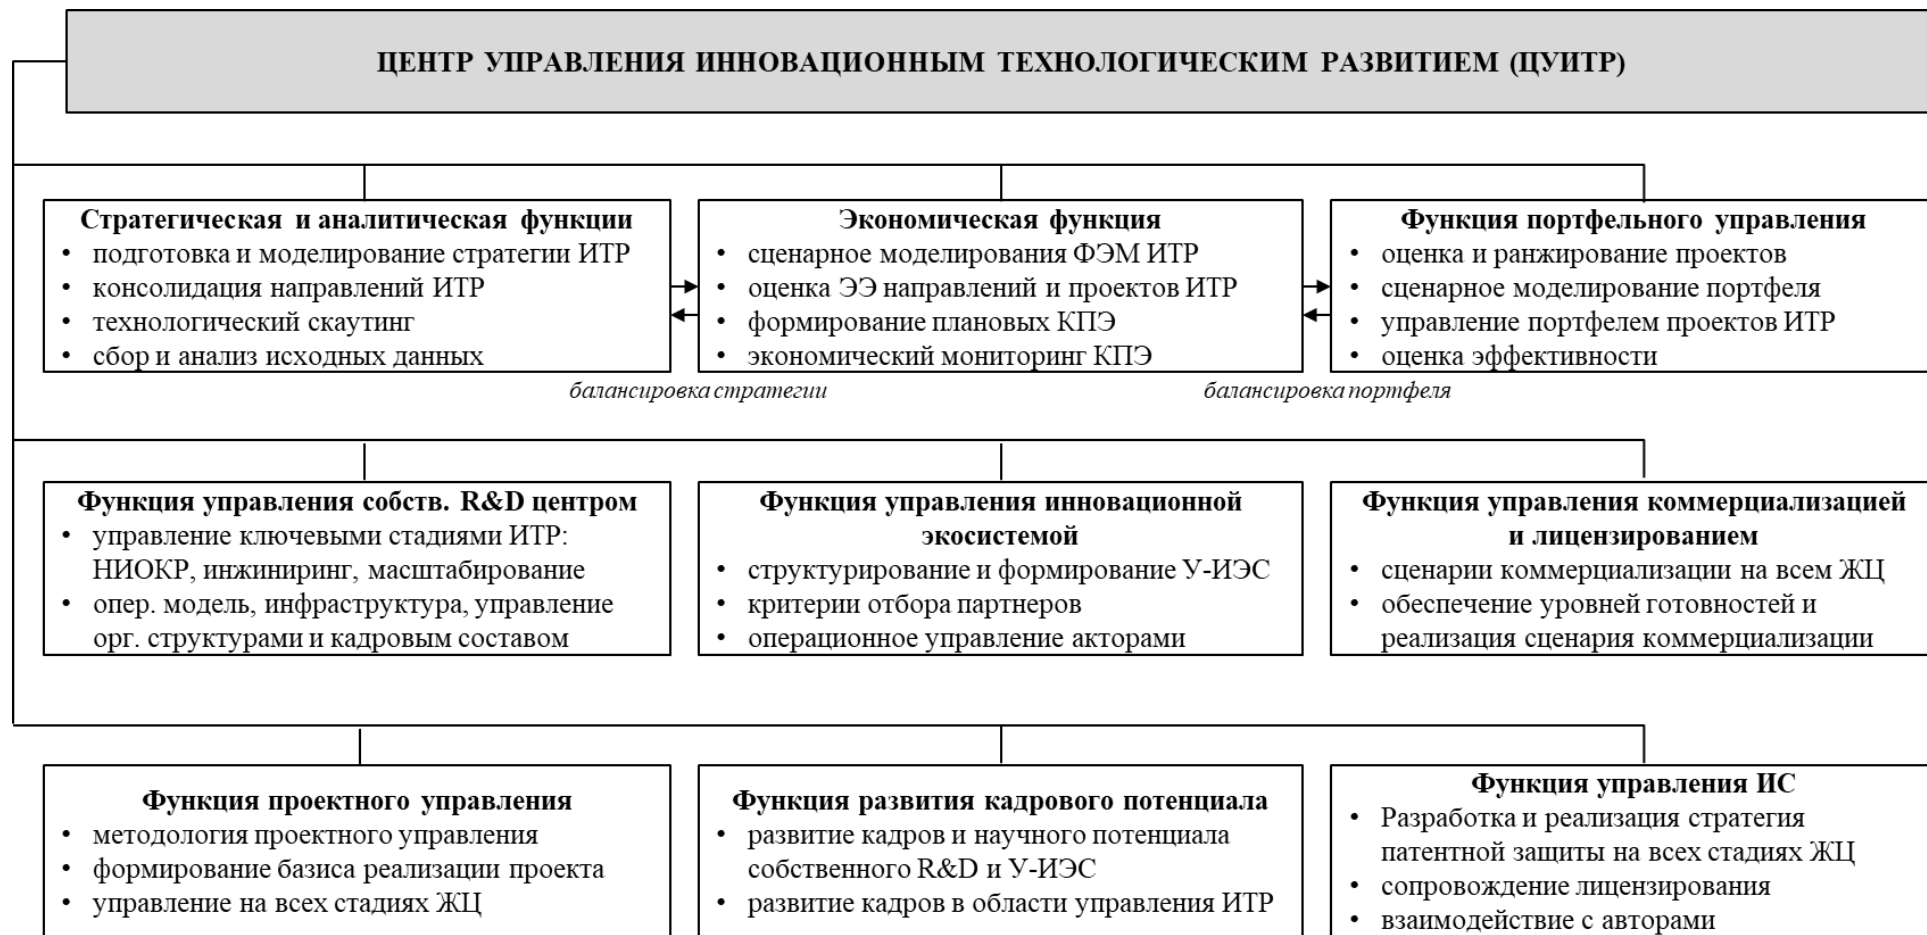 ЦЕНТР УПРАВЛЕНИЯ ИННОВАЦИОННЫМ ТЕХНОЛОГИЧЕСКИМ РАЗВИТИЕМ (ЦУИТР)
Стратегическая и аналитическая функции
• подготовка и моделирование стратегии ИТР
• консолидация направлений ИТР
• технологический скаутинг
• сбор и анализ исходных данных
Экономическая функция
• сценарное моделирования ФЭМ ИТР
• оценка ЭЭ направлений и проектов ИТР
• формирование плановых КПЭ
• экономический мониторинг КПЭ
Функция портфельного управления
• оценка и ранжирование проектов
• сценарное моделирование портфеля
• управление портфелем проектов ИТР
• оценка эффективности
балансировка стратегии
балансировка портфеля
Функция управления собств. R&D центром
• управление ключевыми стадиями ИТР:
НИОКР, инжиниринг, масштабирование
• опер. модель, инфраструктура, управление
орг. структурами и кадровым составом
Функция управления инновационной
экосистемой
• структурирование и формирование У-ИЭС
• критерии отбора партнеров
• операционное управление акторами
Функция управления коммерциализацией
и лицензированием
• сценарии коммерциализации на всем ЖЦ
• обеспечение уровней готовностей и
реализация сценария коммерциализации
Функция проектного управления
• методология проектного управления
• формирование базиса реализации проекта
• управление на всех стадиях ЖЦ
Функция развития кадрового потенциала
• развитие кадров и научного потенциала
собственного R&D и У-ИЭС
• развитие кадров в области управления ИТР
Функция управления ИС
• Разработка и реализация стратегия
патентной защиты на всех стадиях ЖЦ
• сопровождение лицензирования
• взаимодействие с авторами